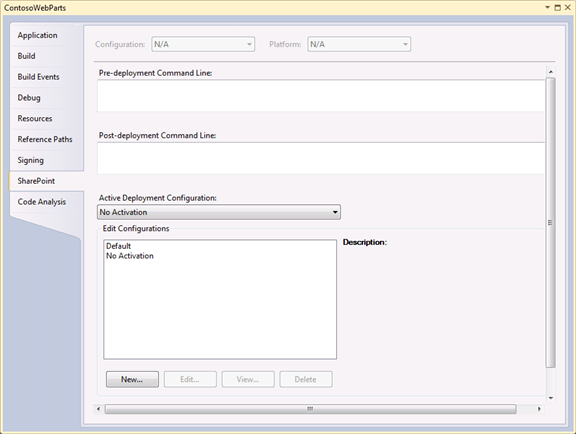 ContosoWebParts
Application
Build
Build Events
Debug
Resources
Reference Paths
Signing
SharePoint
Code Analysis
Configuration: N/A Platform: N/A
Pre-deployment Command Line:
Post-deployment Command Line:
Active Deployment Configuration:
No Activation
Edit Configurations
Default
No Activation
Description:
New... Edit... View... Delete